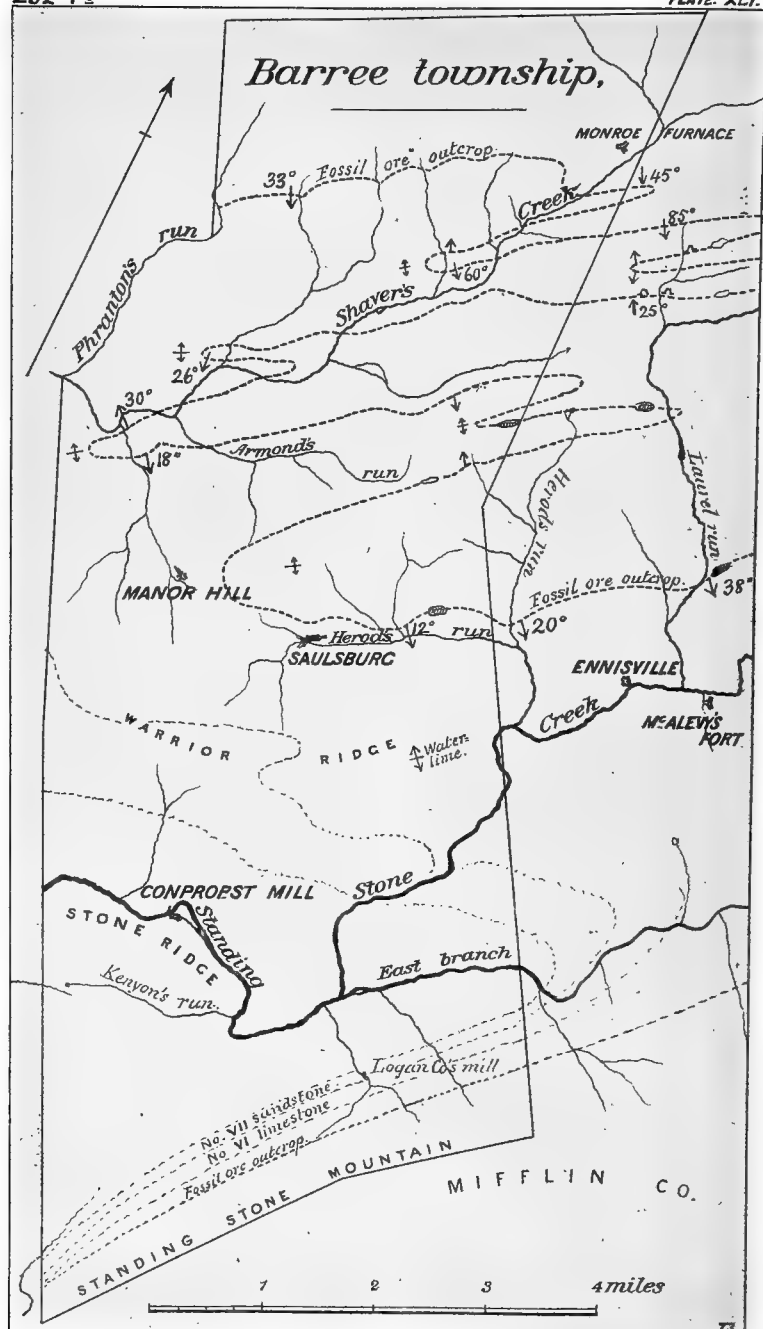 PLATE. XLI.
Barree township,
MONROE FURNACE
33°
Fossil ore outcrop.
45°
Creek
85°
Phranton's run
60°
Shaver's
25°
26°
30°
18°
Armond's run
Herod's run
Laurel run
MANOR HILL
Fossil ore outcrop.
38°
Herod's run
12°
20°
SAULSBURG
ENNISVILLE
Creek
McALEVY'S
FORT
WARRIOR RIDGE
Water-
lime.
CONPROBST MILL
Stone
Standing
STONE RIDGE
East branch
Kenyon's run.
Logan Co's mill
No. VII sandstone
No. VI limestone
Fossil ore outcrop.
STANDING STONE MOUNTAIN
MIFFLIN CO.
1 2 3 4 miles